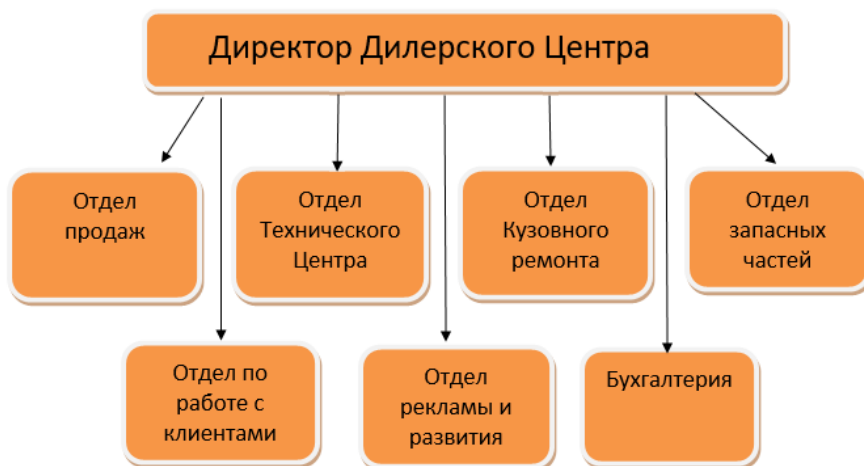 Директор Дилерского Центра
Отдел
продаж
Отдел
Технического
Центра
Отдел
Кузовного
ремонта
Отдел
запасных
частей
Отдел по
работе с
клиентами
Отдел
рекламы и
развития
Бухгалтерия